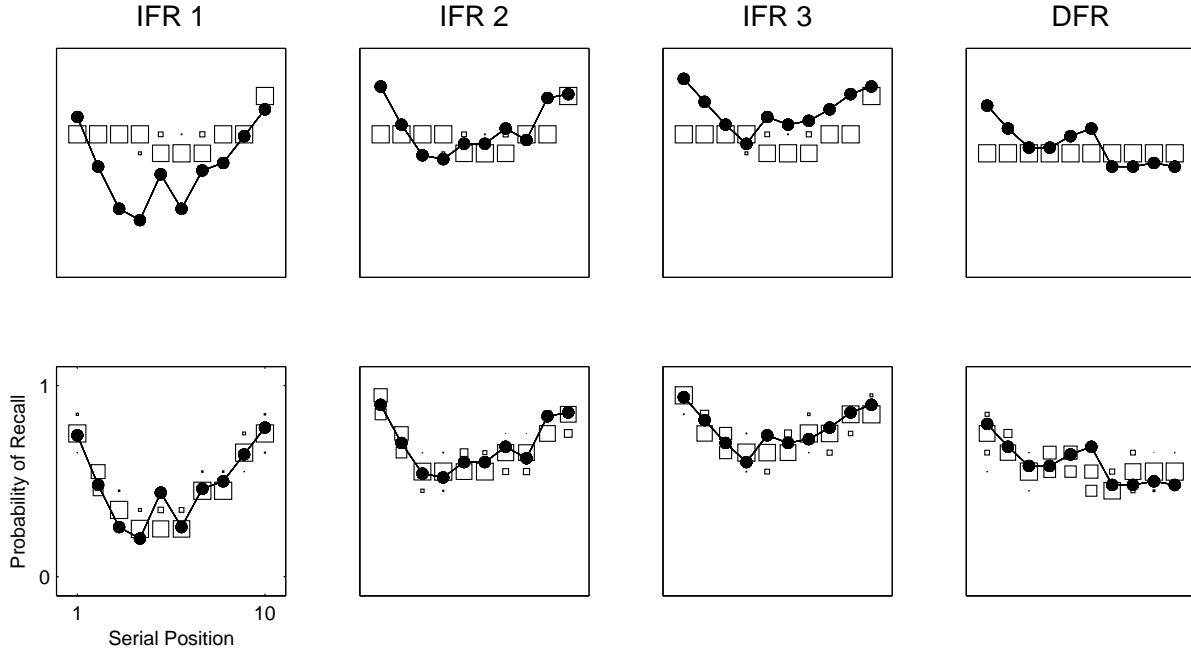 IFR 1
IFR 2
IFR 3
DFR
Probability of Recall
1
0
1
10
Serial Position